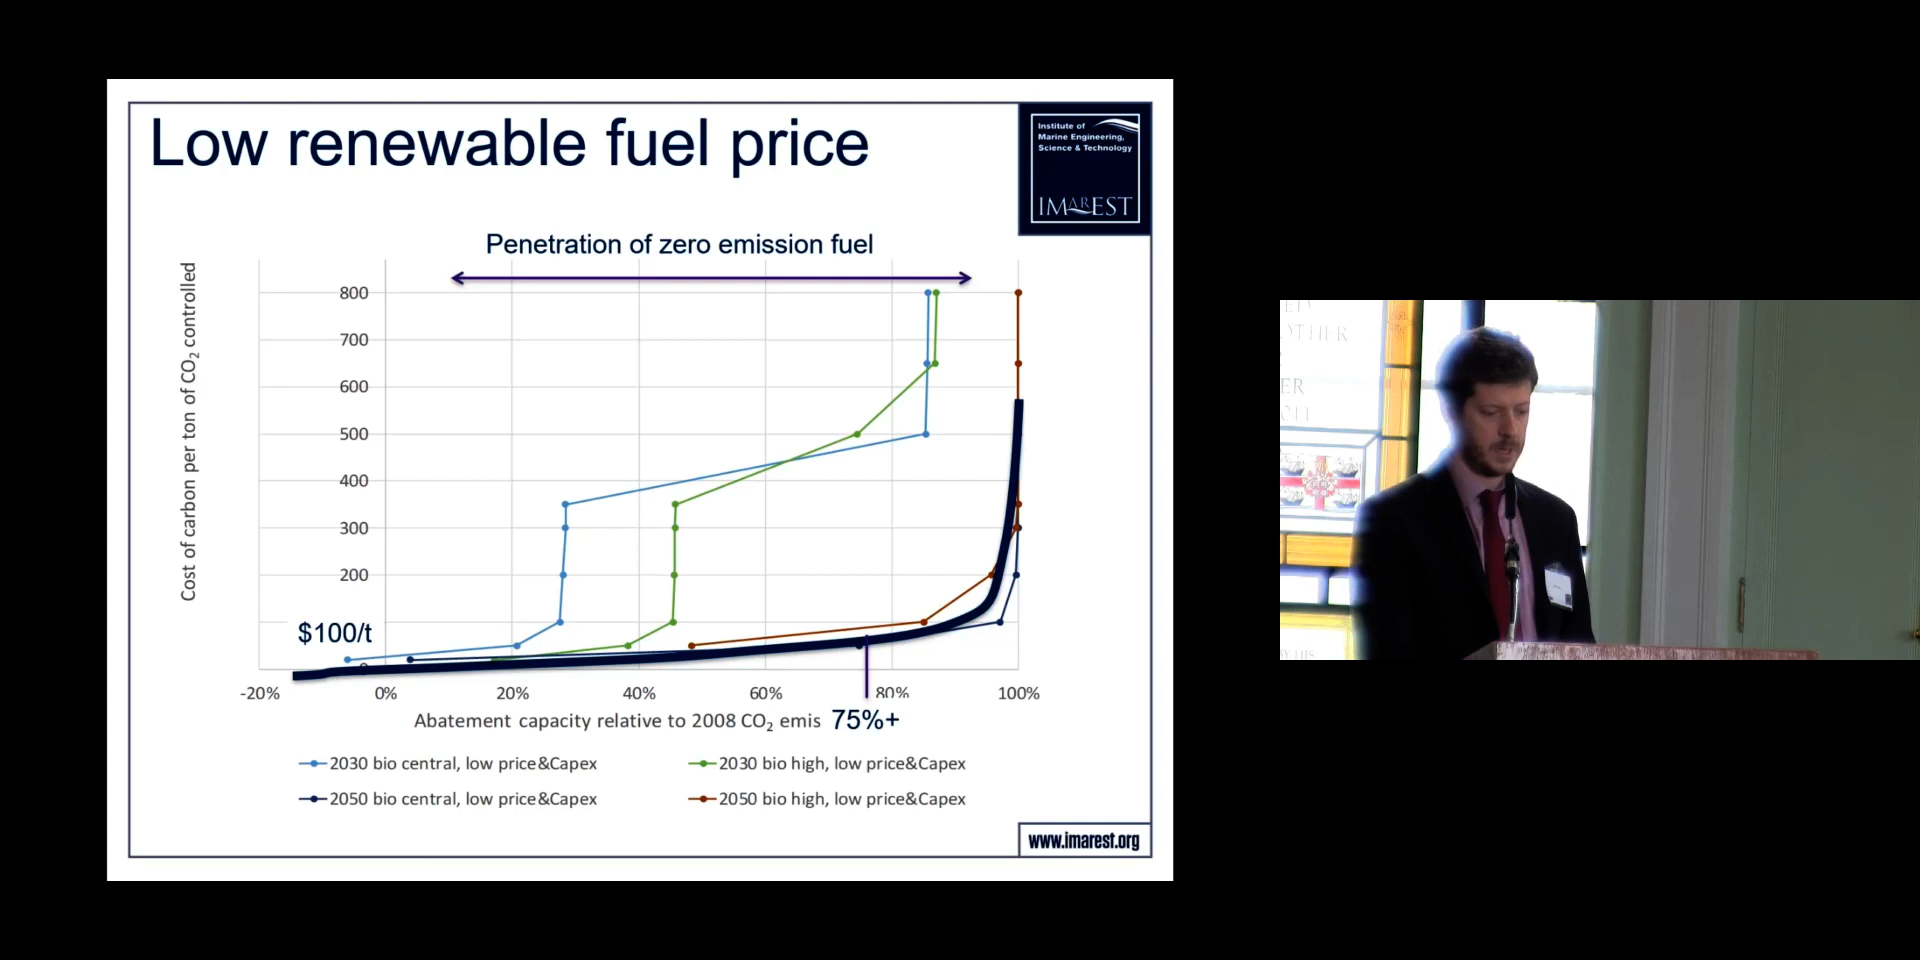 Low renewable fuel price
Institute of
Marine Engineering,
Science & Technology
IMarEST
Penetration of zero emission fuel
Cost of carbon per ton of CO2 controlled
800
700
600
500
400
300
200
$100/t
0
-20% 0% 20% 40% 60% 80% 100%
Abatement capacity relative to 2008 CO2 emis 75%+
2030 bio central, low price&Capex 2030 bio high, low price&Capex
2050 bio central, low price&Capex 2050 bio high, low price&Capex
www.imarest.org
OTHER
ER